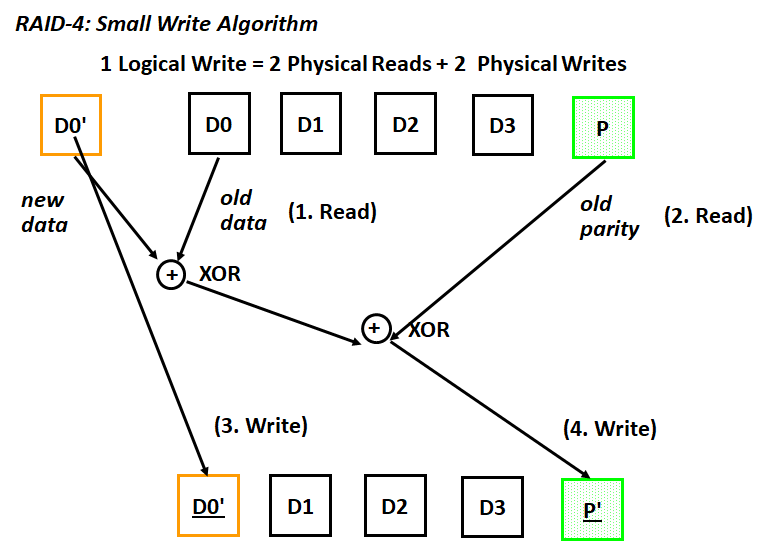 RAID-4: Small Write Algorithm
1 Logical Write = 2 Physical Reads + 2 Physical Writes
D0' D0 D1 D2 D3 P
new
data
old
data
(1. Read)
old
parity
(2. Read)
+ XOR
+ XOR
(3. Write)
(4. Write)
D0' D1 D2 D3 P'